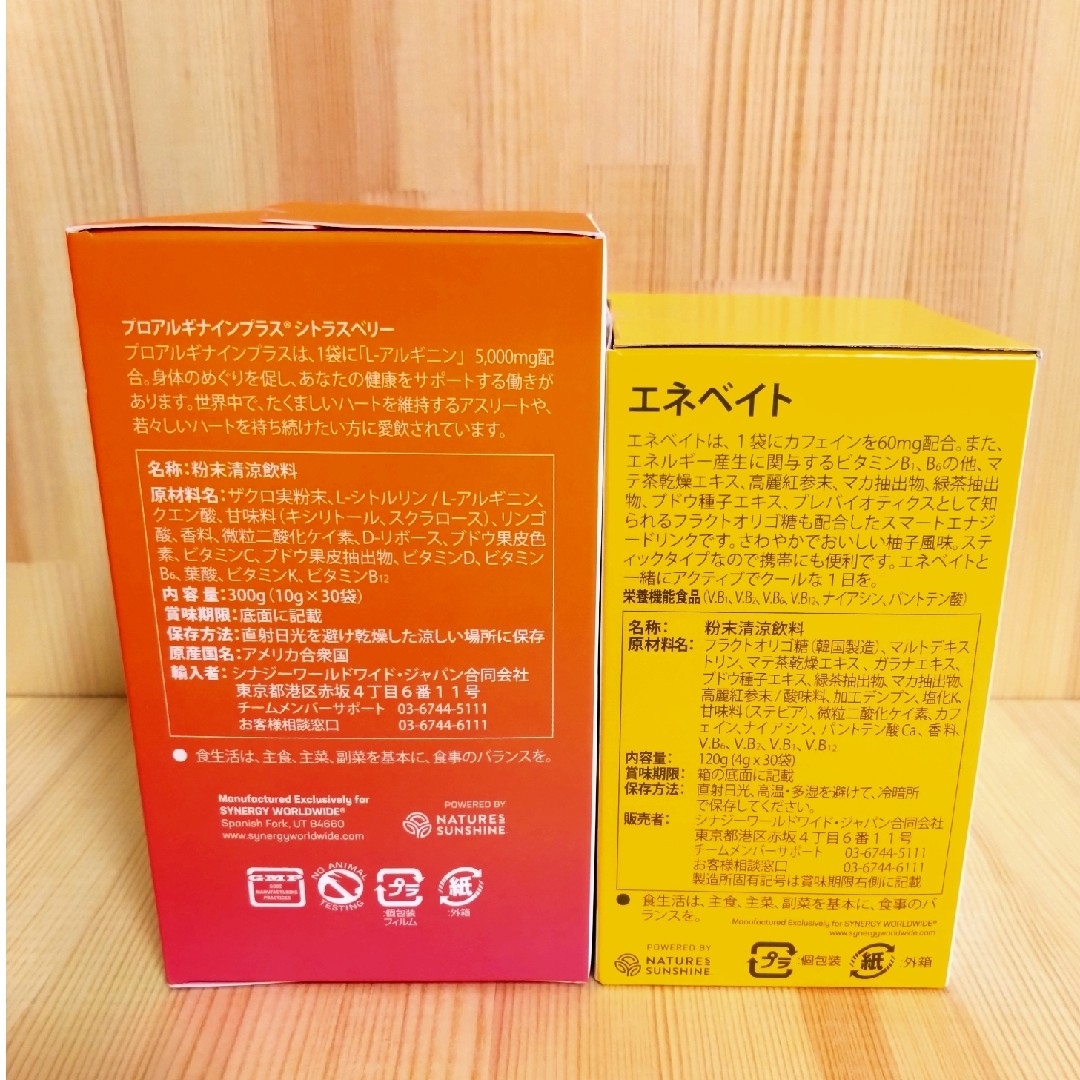 プロアルギナインプラス® シトラスベリー
プロアルギナインプラスは、1袋に「L-アルギニン」 5,000mg配
合。身体のめぐりを促し、あなたの健康をサポートする働きが
あります。世界中で、たくましいハートを維持するアスリートや、
若々しいハートを持ち続けたい方に愛飲されています。
名称：粉末清涼飲料
原材料名：ザクロ実粉末、L-シトルリン / L-アルギニン、
クエン酸、甘味料（キシリトール、スクラロース）、リンゴ
酸、香料、微粒二酸化ケイ素、D-リボース、ブドウ果皮色
素、ビタミンC、ブドウ果皮抽出物、ビタミンD、ビタミン
B₆、葉酸、ビタミンK、ビタミンB₁₂
内 容 量：300g（10g×30袋）
賞味期限：底面に記載
保存方法：直射日光を避け乾燥した涼しい場所に保存
原産国名：アメリカ合衆国
輸入者：シナジーワールドワイド・ジャパン合同会社
東京都港区赤坂４丁目６番１１号
チームメンバーサポート 03-6744-5111
お客様相談窓口 03-6744-6111
● 食生活は、主食、主菜、副菜を基本に、食事のバランスを。
Manufactured Exclusively for
SYNERGY WORLDWIDE®
Spanish Fork, UT 84660
www.synergyworldwide.com
POWERED BY
NATURE'S
SUNSHINE
GMP
GOOD
MANUFACTURING
PRACTICES
NO ANIMAL
TESTING
プラ
:個包装
フィルム
紙
:外箱
エネベイト
エネベイトは、１袋にカフェインを60mg配合。また、
エネルギー産生に関与するビタミンB₁、B₆の他、マ
テ茶乾燥エキス、高麗紅参末、マカ抽出物、緑茶抽出
物、ブドウ種子エキス、プレバイオティクスとして知
られるフラクトオリゴ糖も配合したスマートエナジ
ードリンクです。さわやかでおいしい柚子風味。ステ
ィックタイプなので携帯にも便利です。エネベイトと
一緒にアクティブでクールな１日を。
栄養機能食品（V.B₁、V.B₂、V.B₆、V.B₁₂、ナイアシン、パントテン酸）
名称： 粉末清涼飲料
原材料名： フラクトオリゴ糖（韓国製造）、マルトデキス
トリン、マテ茶乾燥エキス、ガラナエキス、
ブドウ種子エキス、緑茶抽出物、マカ抽出物、
高麗紅参末 / 酸味料、加工デンプン、塩化K、
甘味料（ステビア）、微粒二酸化ケイ素、カフ
ェイン、ナイアシン、パントテン酸Ca、香料、
V.B₆、V.B₂、V.B₁、V.B₁₂
内容量： 120g（4g x 30袋）
賞味期限： 箱の底面に記載
保存方法： 直射日光、高温・多湿を避けて、冷暗所
で保存してください。
販売者： シナジーワールドワイド・ジャパン合同会社
東京都港区赤坂４丁目６番１１号
チームメンバーサポート 03-6744-5111
お客様相談窓口 03-6744-6111
製造所固有記号は賞味期限右側に記載
● 食生活は、主食、主菜、副菜を基本に、食事のバ
ランスを。
Manufactured Exclusively for SYNERGY WORLDWIDE®
www.synergyworldwide.com
POWERED BY
NATURE'S
SUNSHINE
プラ
:個包装
紙
:外箱